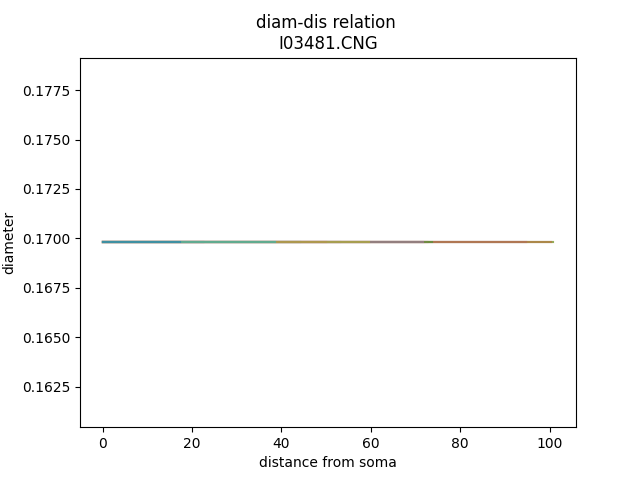 diam-dis relation
I03481.CNG
0.1775
0.1750
0.1725
0.1700
0.1675
0.1650
0.1625
diameter
0 20 40 60 80 100
distance from soma